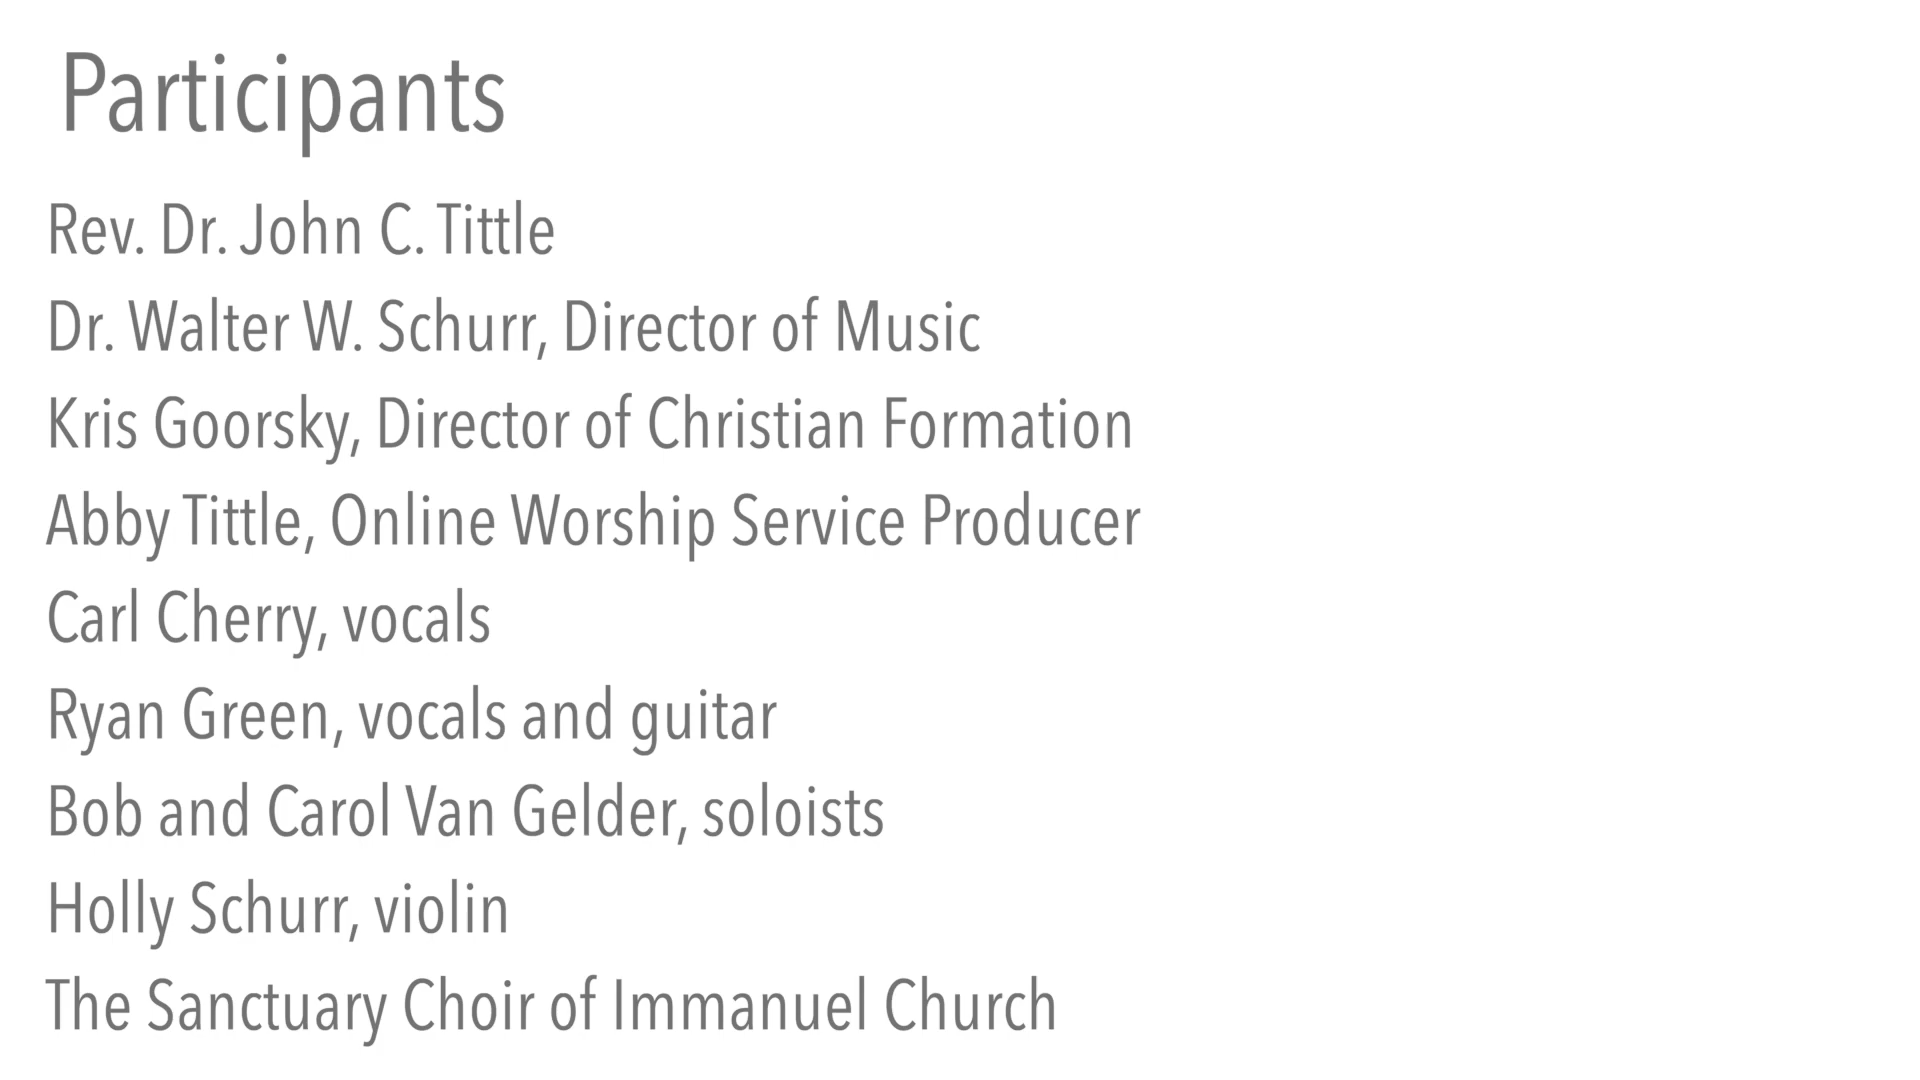 Participants
Rev. Dr. John C. Tittle
Dr. Walter W. Schurr, Director of Music
Kris Goorsky, Director of Christian Formation
Abby Tittle, Online Worship Service Producer
Carl Cherry, vocals
Ryan Green, vocals and guitar
Bob and Carol Van Gelder, soloists
Holly Schurr, violin
The Sanctuary Choir of Immanuel Church